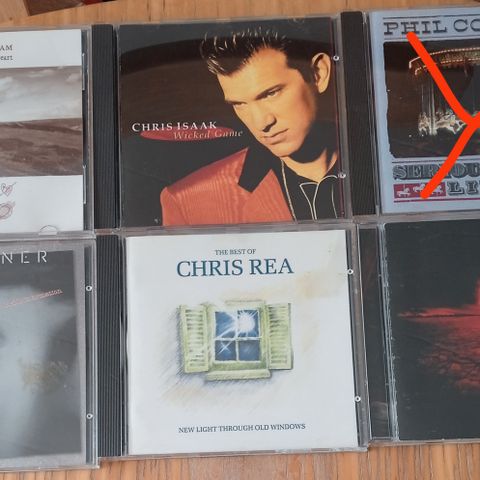 AM
eart
CHRIS ISAAK
Wicked Game
PHIL CO
SERIOUS
LI
NER
THE BEST OF
CHRIS REA
NEW LIGHT THROUGH OLD WINDOWS